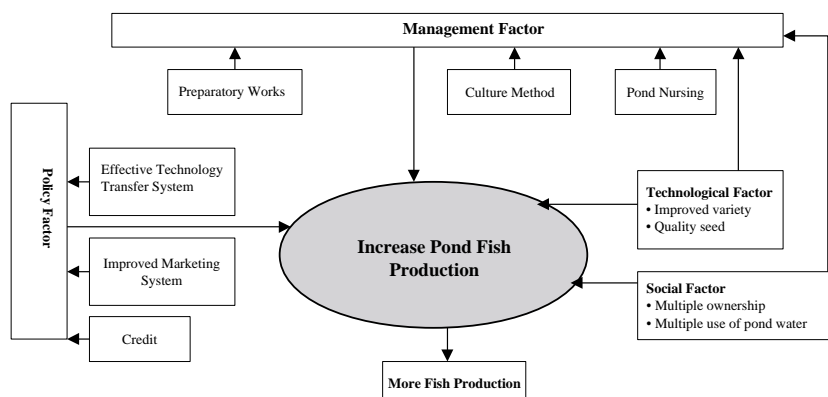 Management Factor
Preparatory Works
Culture Method
Pond Nursing
Policy Factor
Effective Technology
Transfer System
Improved Marketing
System
Credit
Increase Pond Fish
Production
Technological Factor
• Improved variety
• Quality seed
Social Factor
• Multiple ownership
• Multiple use of pond water
More Fish Production